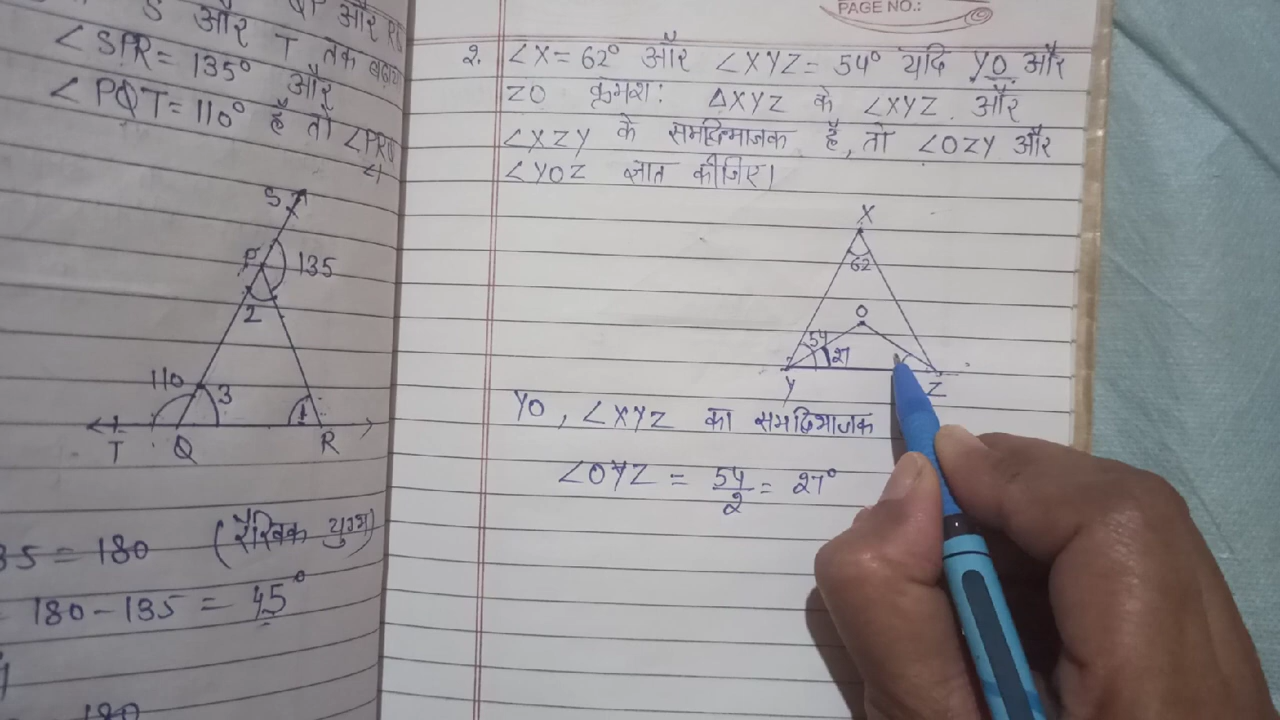 S और T तक बढ़ाया
∠SPR = 135° और
∠PQT = 110° है तो ∠PRQ
S
P
135
2
110
3
1
T
Q
R
35 = 180 (रैखिक युग्म)
180 - 135 = 45°
180
PAGE NO.:
2. ∠X = 62° और ∠XYZ = 54° यदि YO और
ZO क्रमश: ΔXYZ के ∠XYZ. और
∠XZY के समद्विभाजक है, तो ∠OZY और
∠YOZ ज्ञात कीजिए।
X
62
O
54
27
Y
Z
YO, ∠XYZ का समद्विभाजक
∠OYZ = 54/2 = 27°